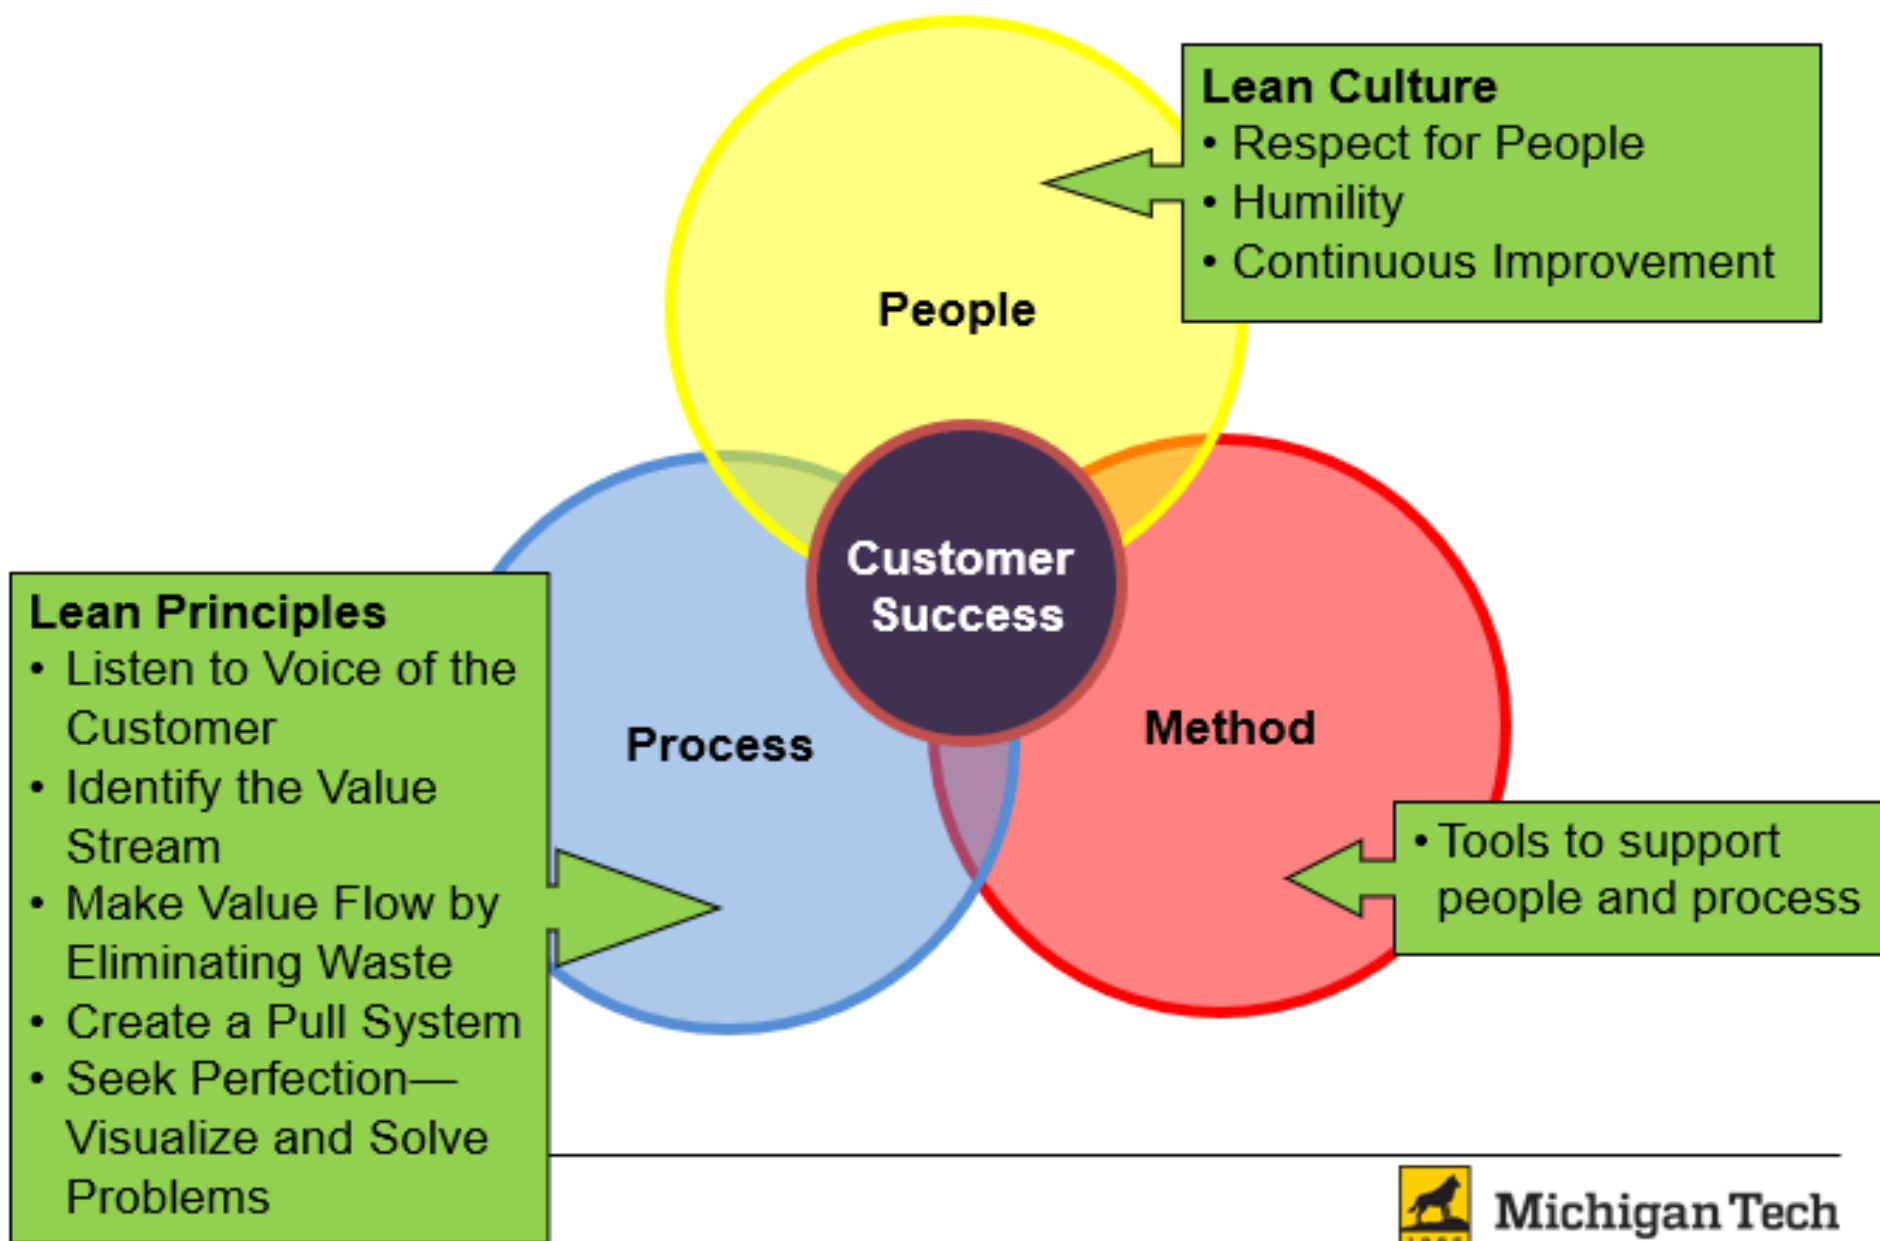 Lean Culture
• Respect for People
• Humility
• Continuous Improvement
People
Customer
Success
Lean Principles
• Listen to Voice of the
Customer
• Identify the Value
Stream
• Make Value Flow by
Eliminating Waste
• Create a Pull System
• Seek Perfection—
Visualize and Solve
Problems
Process
Method
• Tools to support
people and process
Michigan Tech